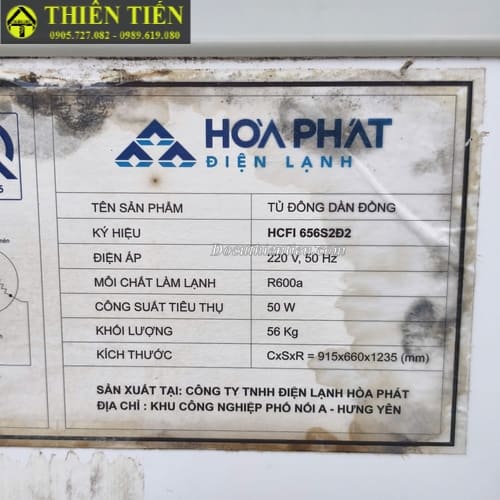 THIÊN TIẾN
0905.727.082 - 0989.619.080
HÒA PHÁT
ĐIỆN LẠNH
TÊN SẢN PHẨM TỦ ĐÔNG DÀN ĐỒNG
KÝ HIỆU HCFI 656S2Đ2
ĐIỆN ÁP 220 V, 50 Hz
MÔI CHẤT LÀM LẠNH R600a
CÔNG SUẤT TIÊU THỤ 50 W
KHỐI LƯỢNG 56 Kg
KÍCH THƯỚC CxSxR = 915x660x1235 (mm)
SẢN XUẤT TẠI: CÔNG TY TNHH ĐIỆN LẠNH HÒA PHÁT
ĐỊA CHỈ : KHU CÔNG NGHIỆP PHỐ NỐI A - HƯNG YÊN